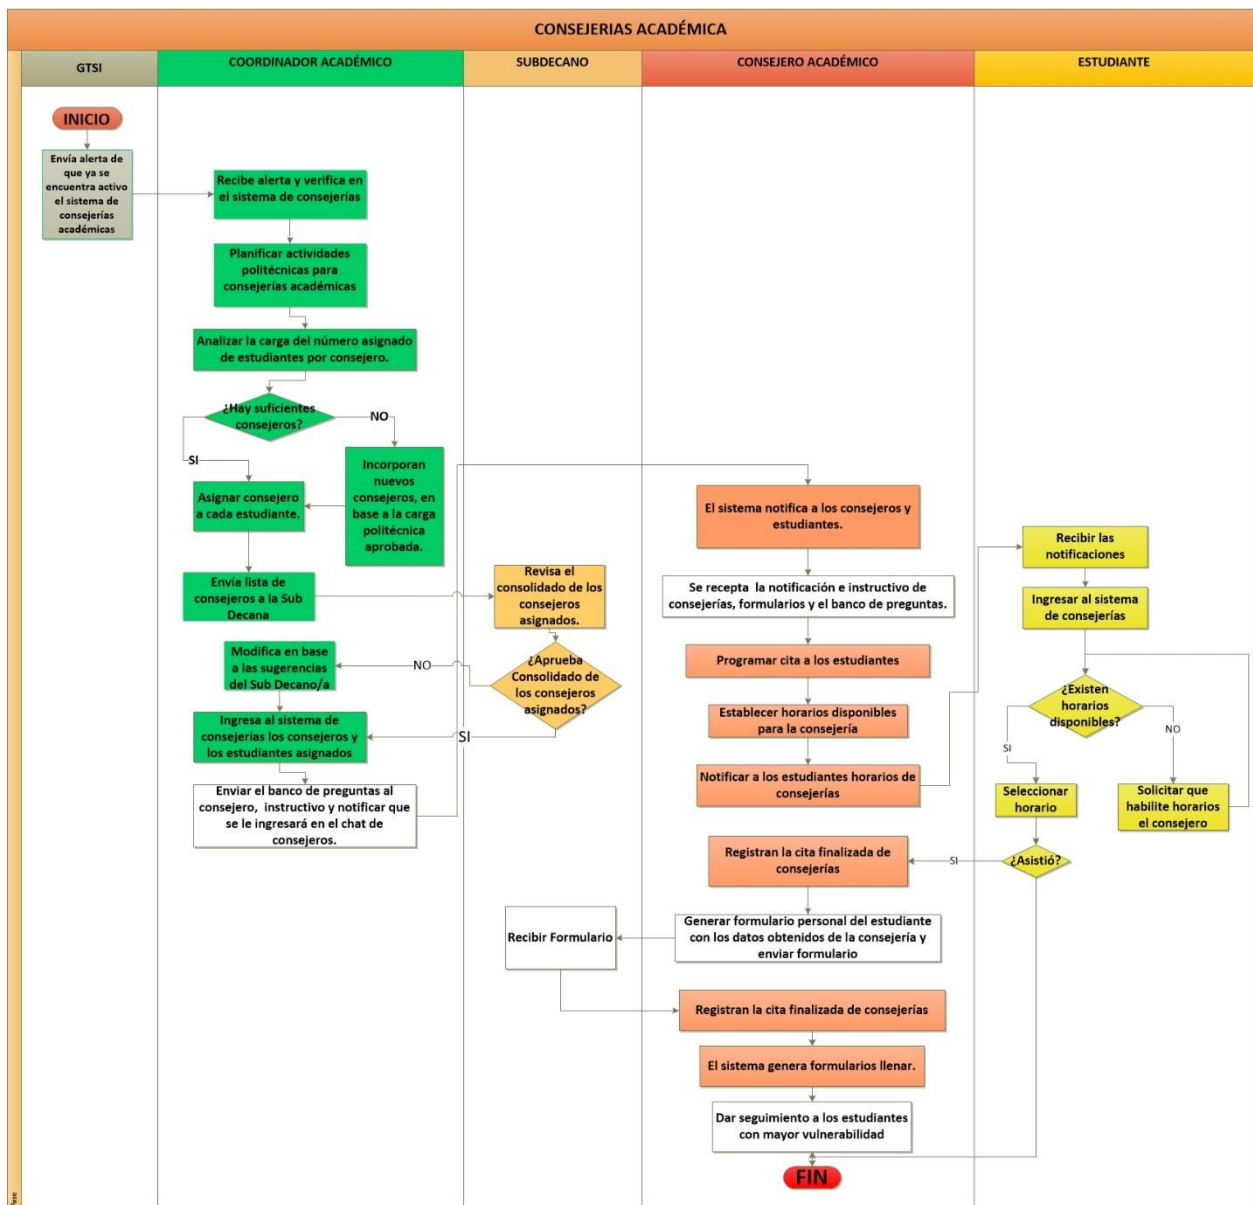 CONSEJERIAS ACADÉMICA
GTSI
COORDINADOR ACADÉMICO
SUBDECANO
CONSEJERO ACADÉMICO
ESTUDIANTE
INICIO
Envía alerta de
que ya se
encuentra activo
el sistema de
consejerías
académicas
Recibe alerta y verifica en
el sistema de consejerías
Planificar actividades
politécnicas para
consejerías académicas
Analizar la carga del número asignado
de estudiantes por consejero.
¿Hay suficientes
consejeros?
NO
SI
Incorporan
nuevos
consejeros, en
base a la carga
politécnica
aprobada.
Asignar consejero
a cada estudiante.
Envía lista de
consejeros a la Sub
Decana
Revisa el
consolidado de los
consejeros
asignados.
¿Aprueba
Consolidado de
los consejeros
asignados?
NO
SI
Modifica en base
a las sugerencias
del Sub Decano/a
Ingresa al sistema de
consejerías los consejeros y
los estudiantes asignados
Enviar el banco de preguntas al
consejero, instructivo y notificar que
se le ingresará en el chat de
consejeros.
El sistema notifica a los consejeros y
estudiantes.
Se recepta la notificación e instructivo de
consejerías, formularios y el banco de preguntas.
Programar cita a los estudiantes
Establecer horarios disponibles
para la consejería
Notificar a los estudiantes horarios de
consejerías
Recibir las
notificaciones
Ingresar al sistema
de consejerías
¿Existen
horarios
disponibles?
SI
NO
Seleccionar
horario
Solicitar que
habilite horarios
el consejero
¿Asistió?
SI
Registran la cita finalizada de
consejerías
Generar formulario personal del estudiante
con los datos obtenidos de la consejería y
enviar formulario
Recibir Formulario
Registran la cita finalizada de consejerías
El sistema genera formularios llenar.
Dar seguimiento a los estudiantes
con mayor vulnerabilidad
FIN
Fase